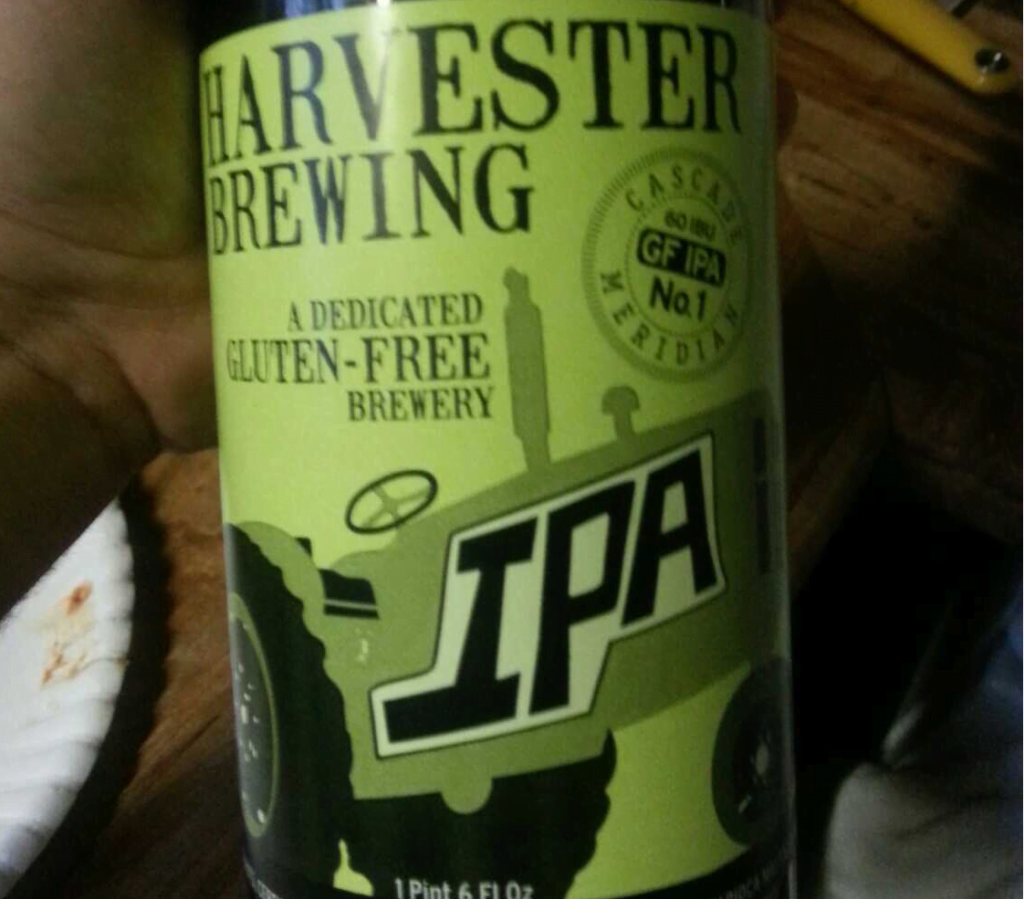 HARVESTER
BREWING
CASCADE
60 IBU
GF IPA
No.1
MERIDIAN
A DEDICATED
GLUTEN-FREE
BREWERY
IPA
1 Pint 6 Fl Oz